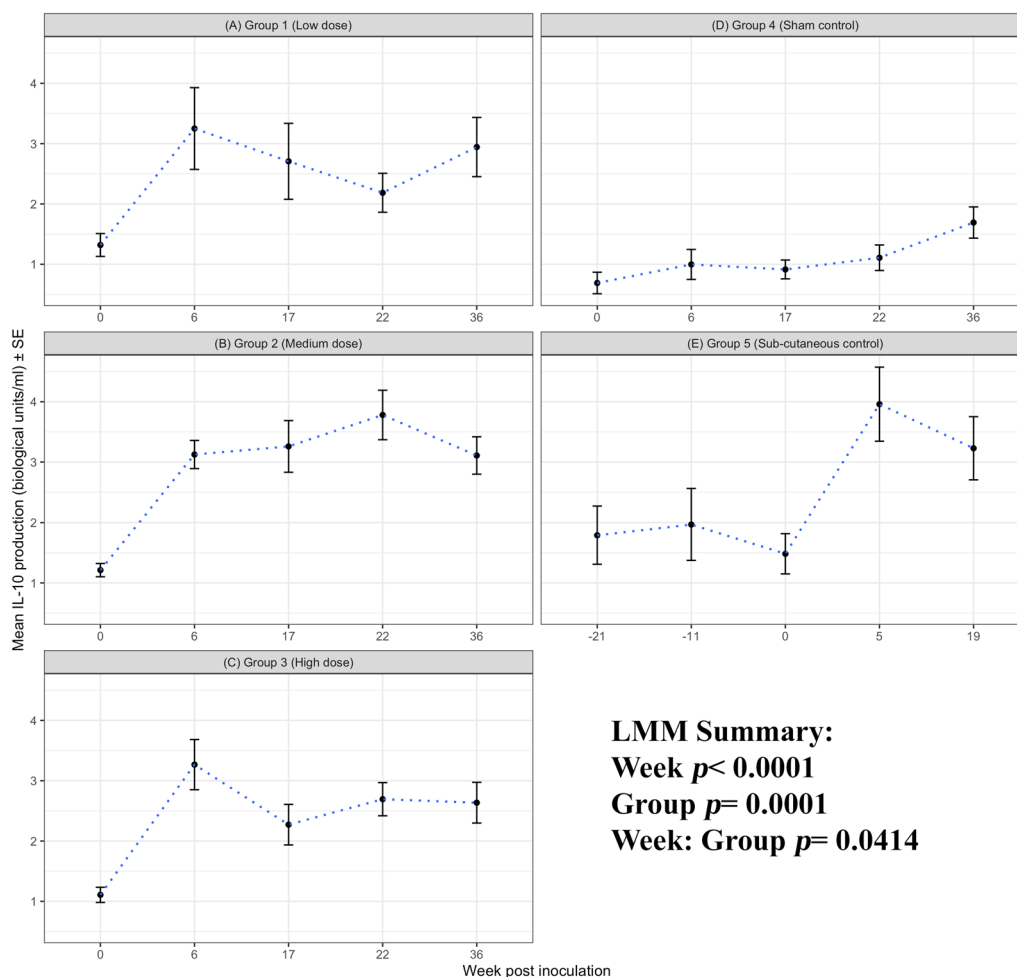 (A) Group 1 (Low dose)
4
3
2
1
0 6 17 22 36
(D) Group 4 (Sham control)
0 6 17 22 36
Mean IL-10 production (biological units/ml) ± SE
(B) Group 2 (Medium dose)
4
3
2
1
0 6 17 22 36
(E) Group 5 (Sub-cutaneous control)
-21 -11 0 5 19
(C) Group 3 (High dose)
4
3
2
1
0 6 17 22 36
LMM Summary:
Week p< 0.0001
Group p= 0.0001
Week: Group p= 0.0414
Week post inoculation